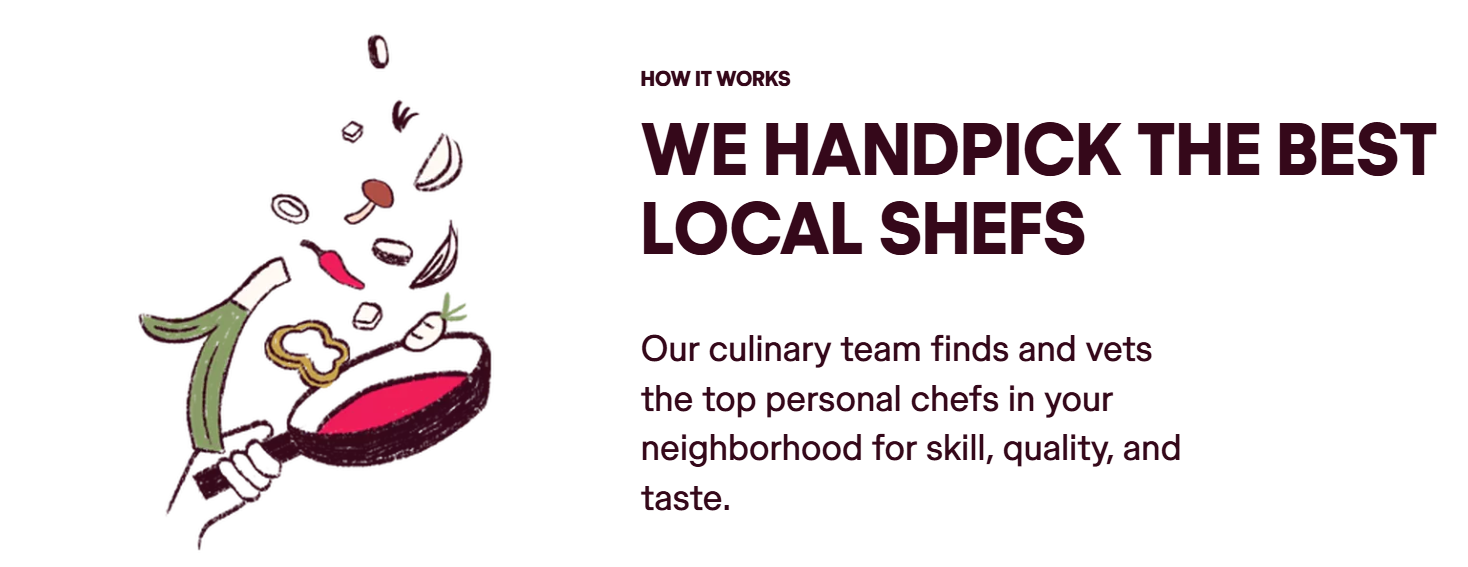 HOW IT WORKS
WE HANDPICK THE BEST
LOCAL SHEFS
Our culinary team finds and vets
the top personal chefs in your
neighborhood for skill, quality, and
taste.